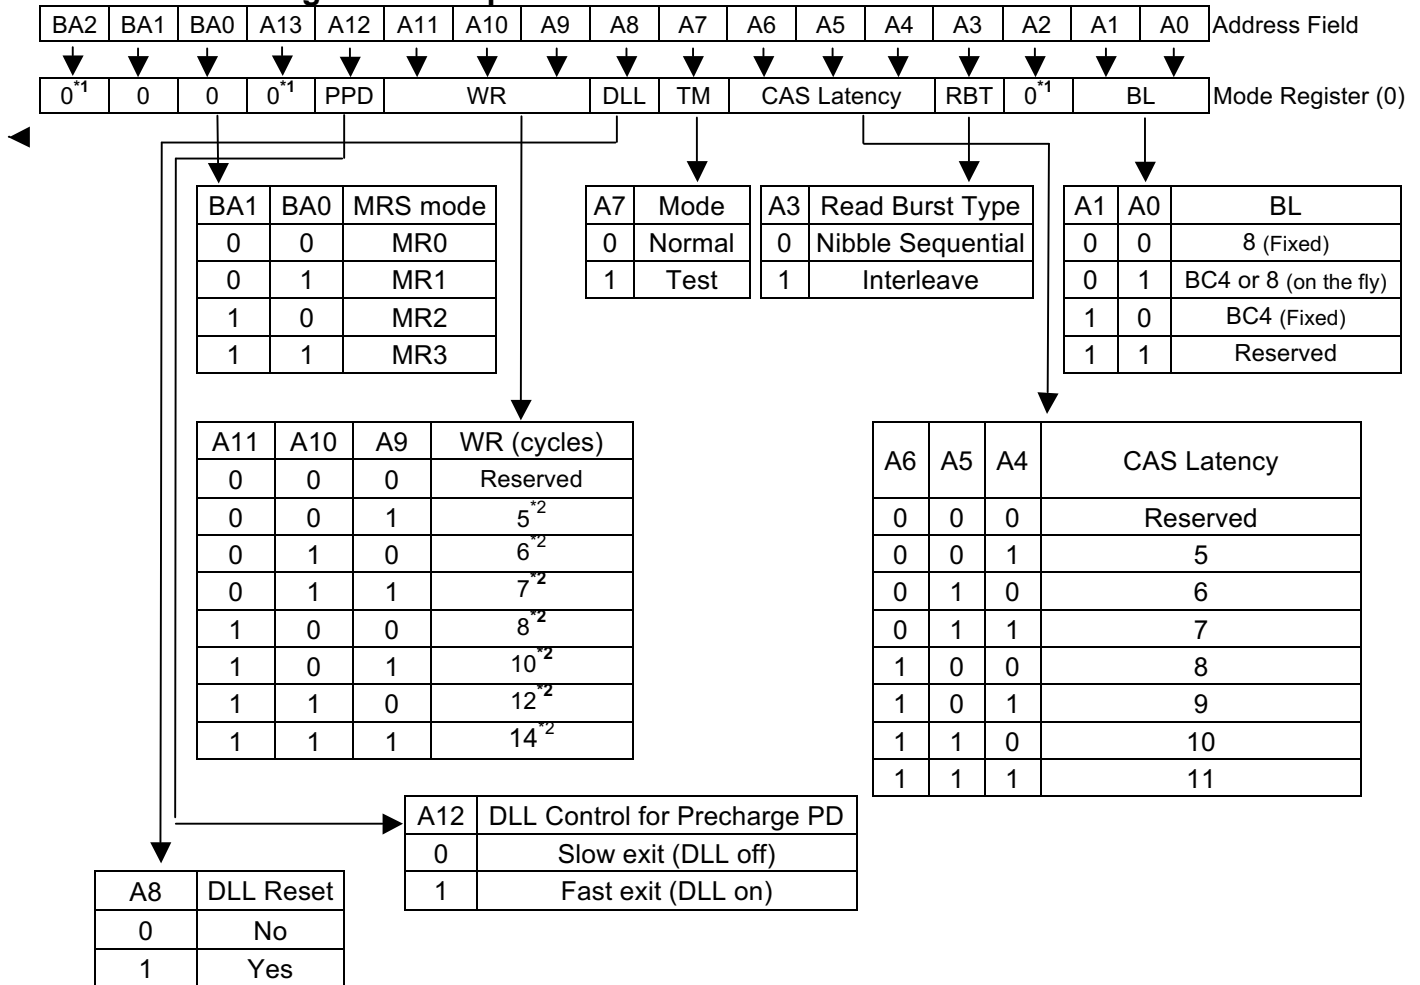 BA2 BA1 BA0 A13 A12 A11 A10 A9 A8 A7 A6 A5 A4 A3 A2 A1 A0 Address Field
0*1 0 0 0*1 PPD WR DLL TM CAS Latency RBT 0*1 BL Mode Register (0)
BA1 BA0 MRS mode
0 0 MR0
0 1 MR1
1 0 MR2
1 1 MR3
A7 Mode
0 Normal
1 Test
A3 Read Burst Type
0 Nibble Sequential
1 Interleave
A1 A0 BL
0 0 8 (Fixed)
0 1 BC4 or 8 (on the fly)
1 0 BC4 (Fixed)
1 1 Reserved
A11 A10 A9 WR (cycles)
0 0 0 Reserved
0 0 1 5*2
0 1 0 6*2
0 1 1 7*2
1 0 0 8*2
1 0 1 10*2
1 1 0 12*2
1 1 1 14*2
A6 A5 A4 CAS Latency
0 0 0 Reserved
0 0 1 5
0 1 0 6
0 1 1 7
1 0 0 8
1 0 1 9
1 1 0 10
1 1 1 11
A12 DLL Control for Precharge PD
0 Slow exit (DLL off)
1 Fast exit (DLL on)
A8 DLL Reset
0 No
1 Yes